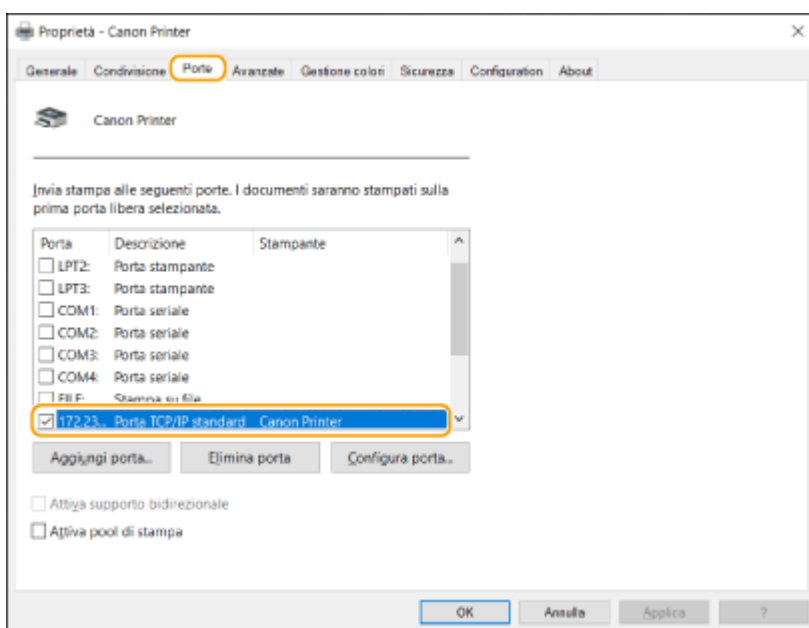 Proprietà - Canon Printer
Generale Condivisione Porte Avanzate Gestione colori Sicurezza Configuration About
Canon Printer
Invia stampa alle seguenti porte. I documenti saranno stampati sulla
prima porta libera selezionata.
Porta Descrizione Stampante
LPT2: Porta stampante
LPT3: Porta stampante
COM1: Porta seriale
COM2: Porta seriale
COM3: Porta seriale
COM4: Porta seriale
FILE: Stampa su file
172.23... Porta TCP/IP standard Canon Printer
Aggiungi porta... Elimina porta Configura porta...
Attiva supporto bidirezionale
Attiva pool di stampa
OK Annulla Applica ?